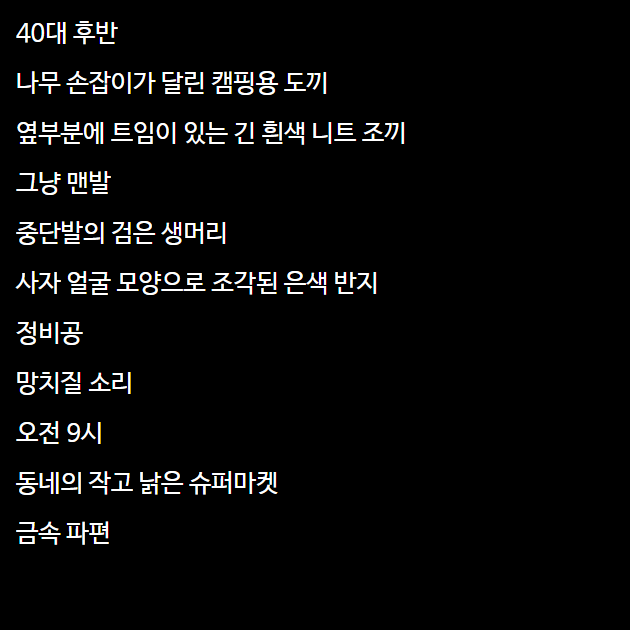 40대 후반
나무 손잡이가 달린 캠핑용 도끼
옆부분에 트임이 있는 긴 흰색 니트 조끼
그냥 맨발
중단발의 검은 생머리
사자 얼굴 모양으로 조각된 은색 반지
정비공
망치질 소리
오전 9시
동네의 작고 낡은 슈퍼마켓
금속 파편